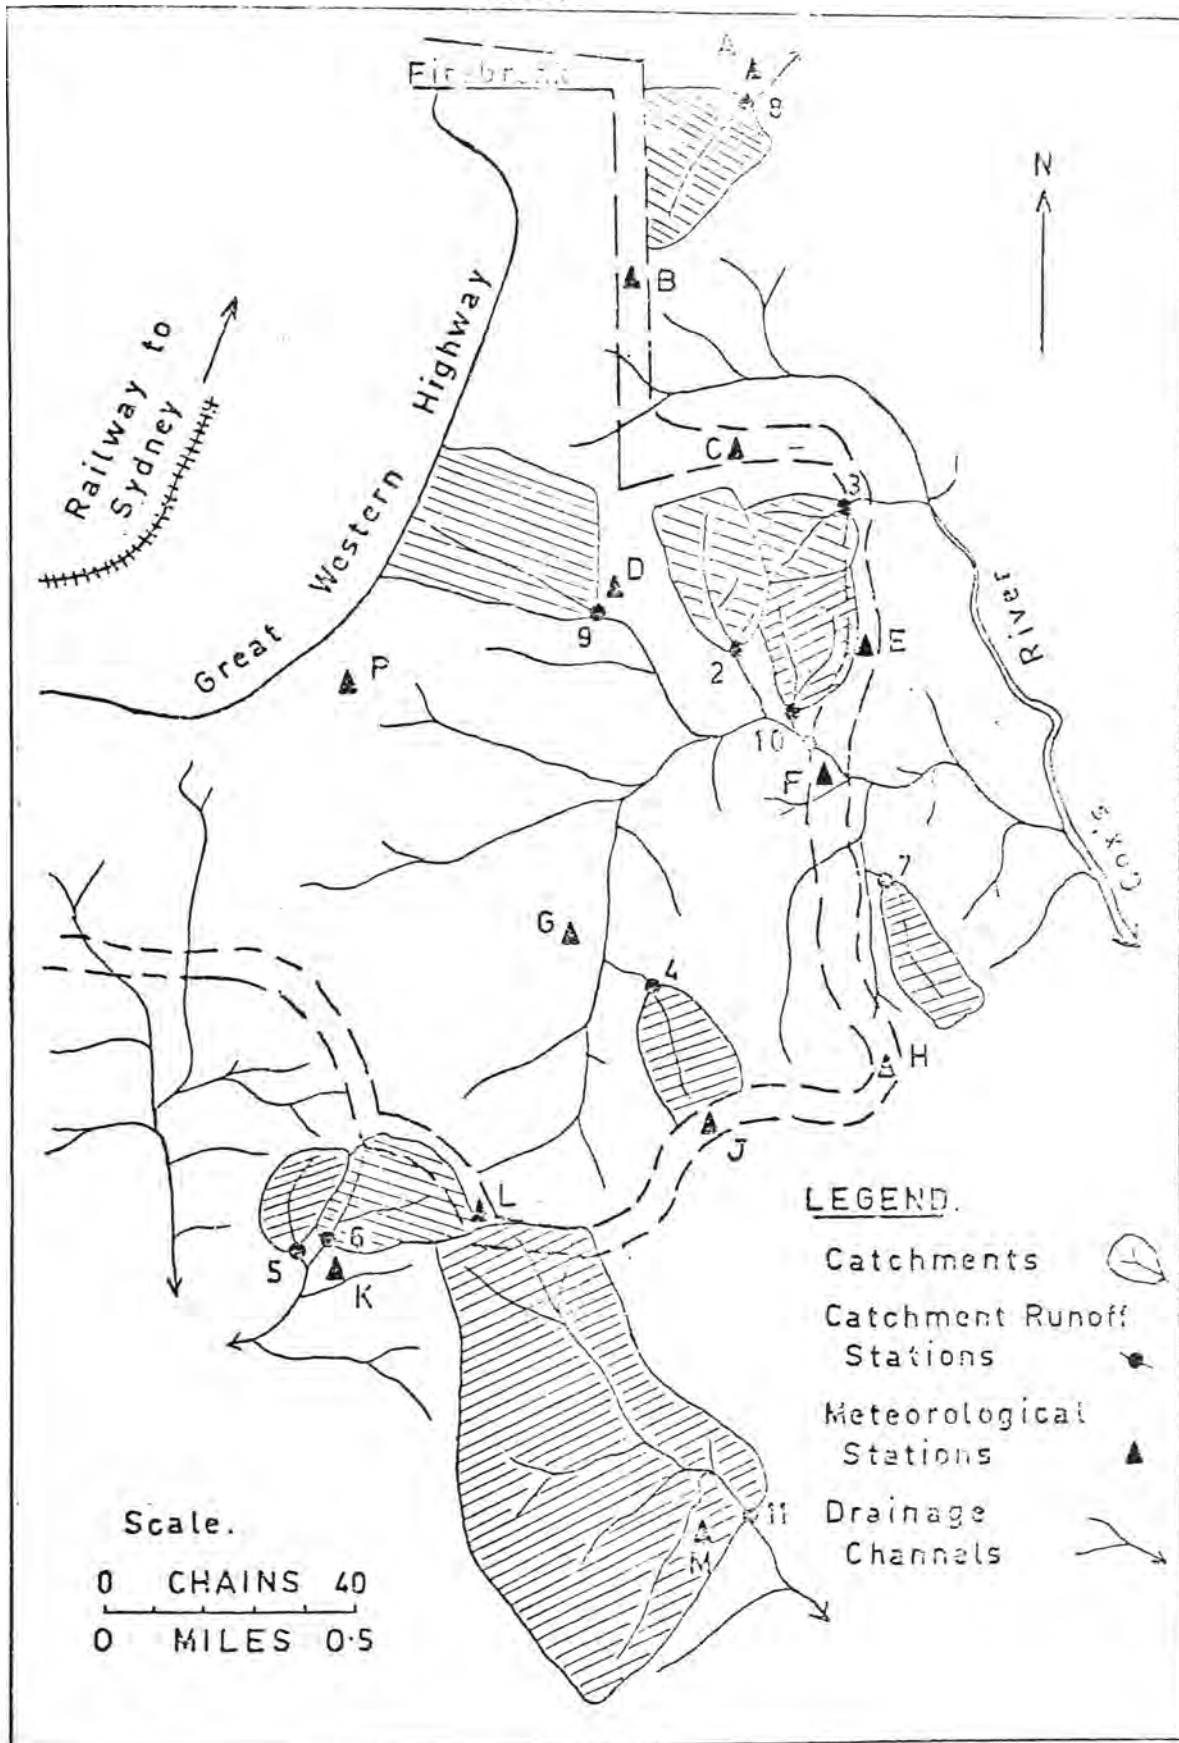 A
Firebreak
8
N
B
Railway to
Sydney
Great Western Highway
C
3
D
9
2
E
River
P
10
F
Cox's
7
G
4
H
J
L
5
6
K
11
M
LEGEND.
Catchments
Catchment Runoff
Stations
Meteorological
Stations
Drainage
Channels
Scale.
0 CHAINS 40
0 MILES 0·5